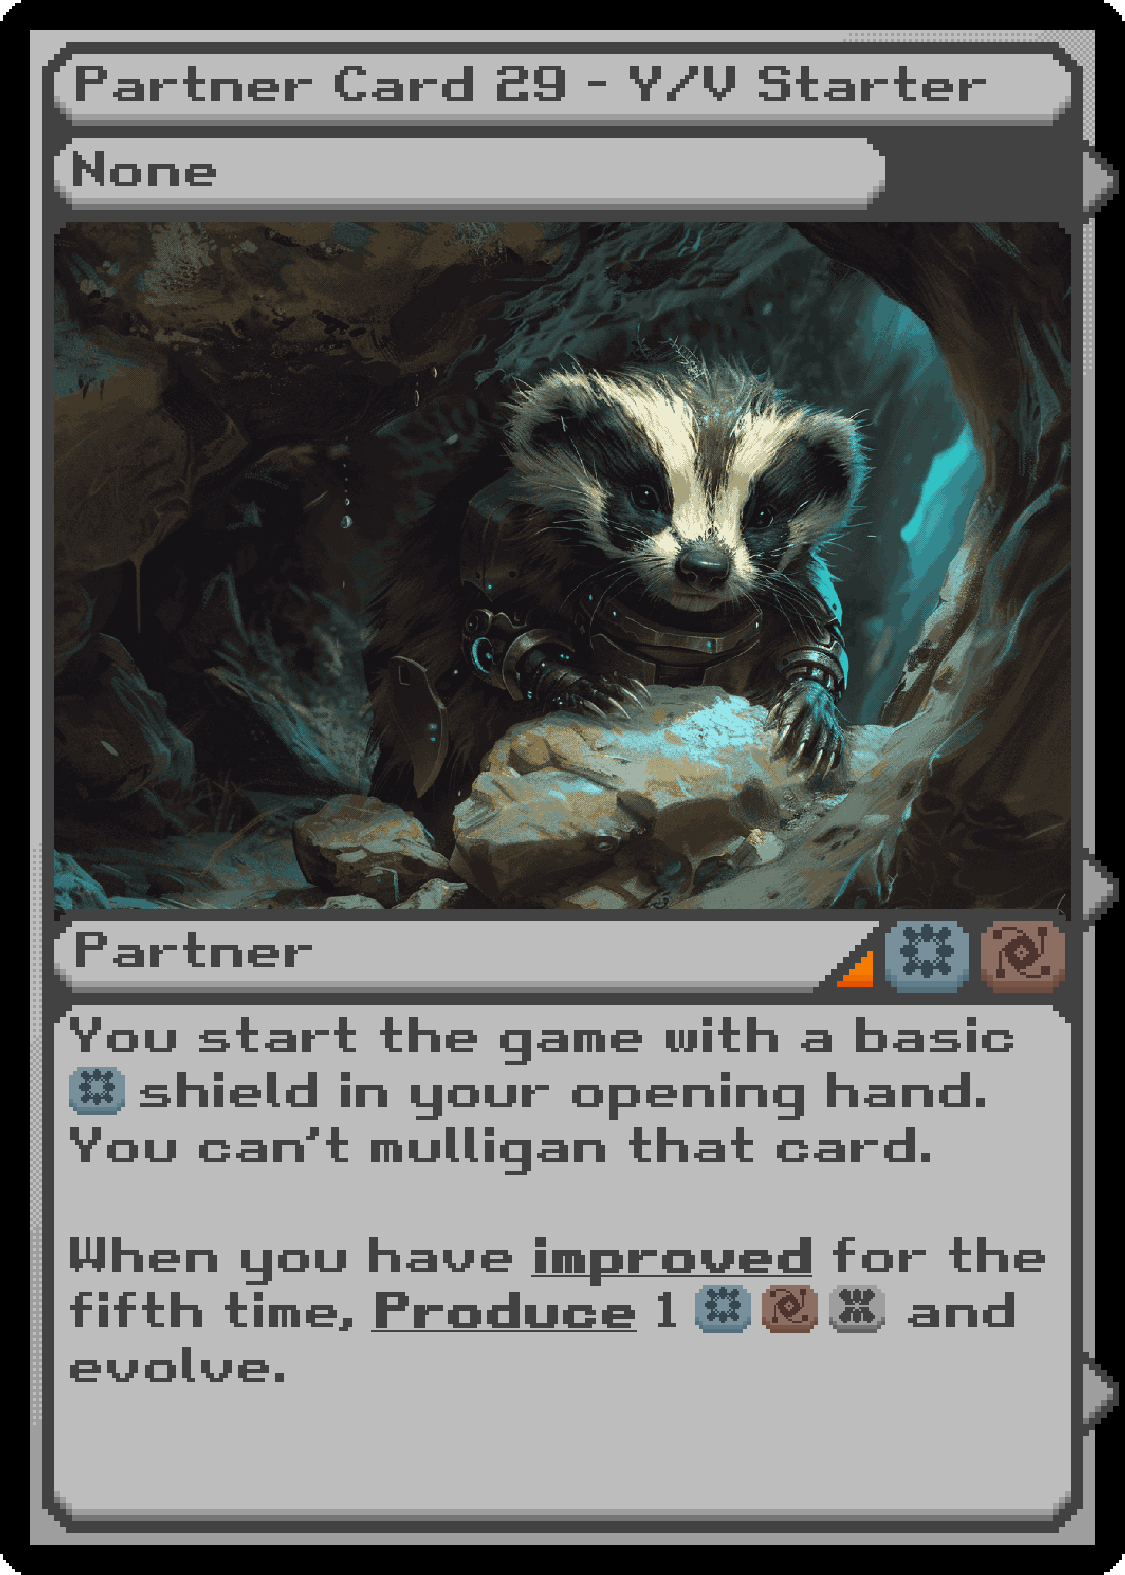 Partner Card 29 - Y/V Starter
None
Partner
You start the game with a basic
shield in your opening hand.
You can't mulligan that card.
When you have improved for the
fifth time, Produce 1 and
evolve.